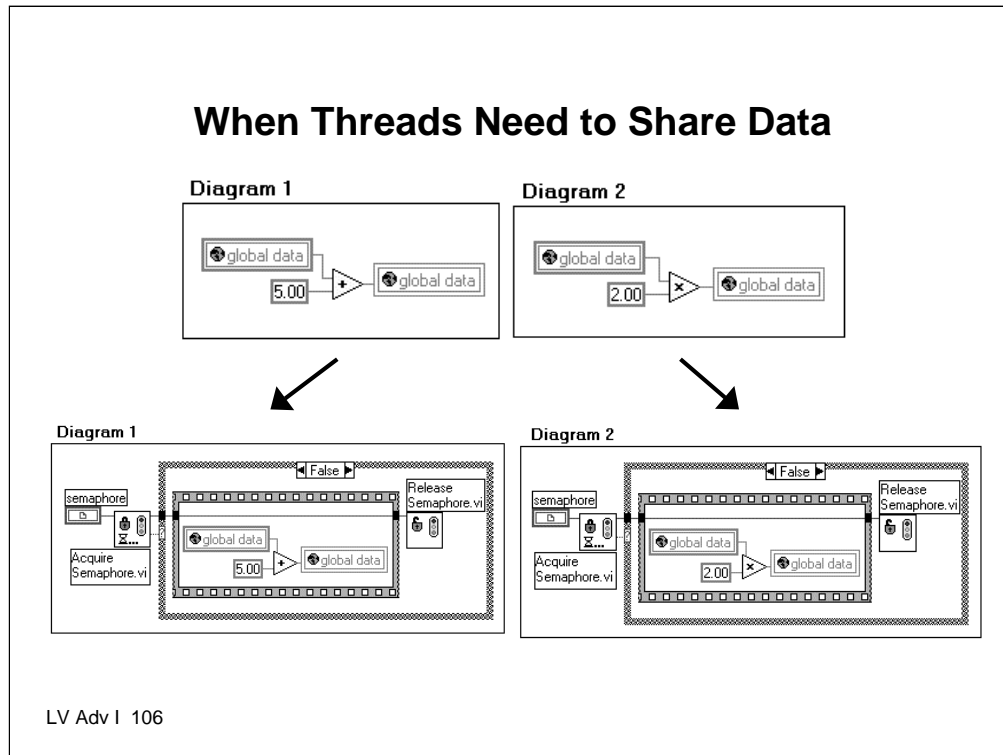 When Threads Need to Share Data
Diagram 1
global data
5.00
+
global data
Diagram 2
global data
2.00
x
global data
Diagram 1
False
semaphore
Acquire
Semaphore.vi
global data
5.00
+
global data
Release
Semaphore.vi
Diagram 2
False
semaphore
Acquire
Semaphore.vi
global data
2.00
x
global data
Release
Semaphore.vi
LV Adv I 106